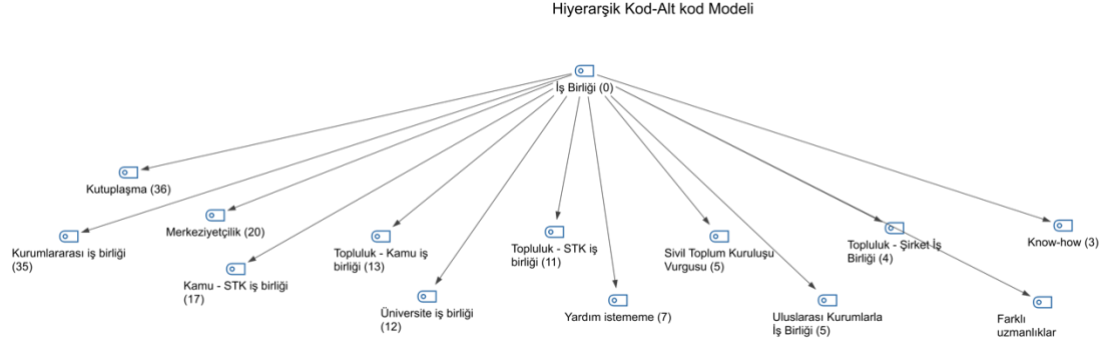 Hiyerarşik Kod-Alt kod Modeli
İş Birliği (0)
Kutuplaşma (36)
Kurumlararası iş birliği
(35)
Merkeziyetçilik (20)
Kamu - STK iş birliği
(17)
Topluluk - Kamu iş
birliği (13)
Üniversite iş birliği
(12)
Topluluk - STK iş
birliği (11)
Yardım istememe (7)
Sivil Toplum Kuruluşu
Vurgusu (5)
Uluslarası Kurumlarla
İş Birliği (5)
Topluluk - Şirket İş
Birliği (4)
Farklı
uzmanlıklar
Know-how (3)